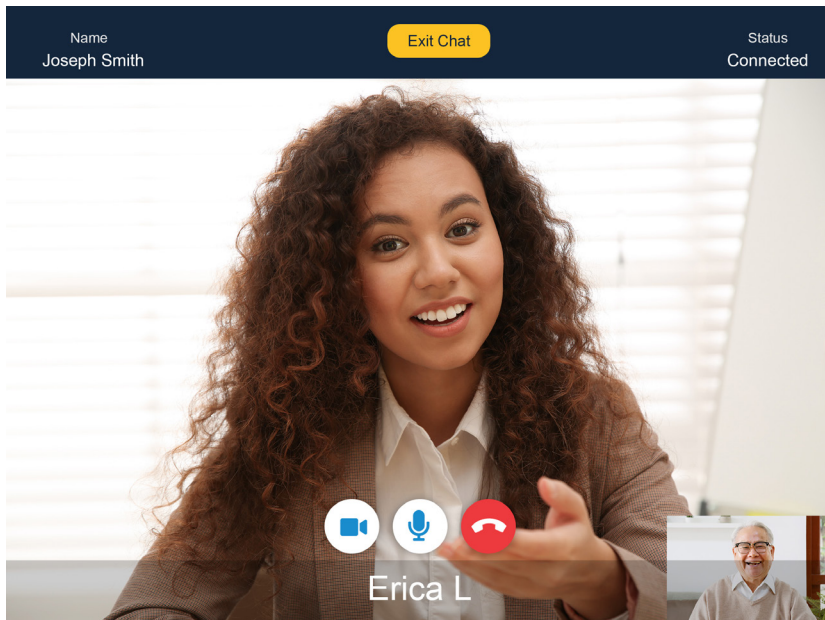 Name
Joseph Smith
Exit Chat
Status
Connected
Erica L